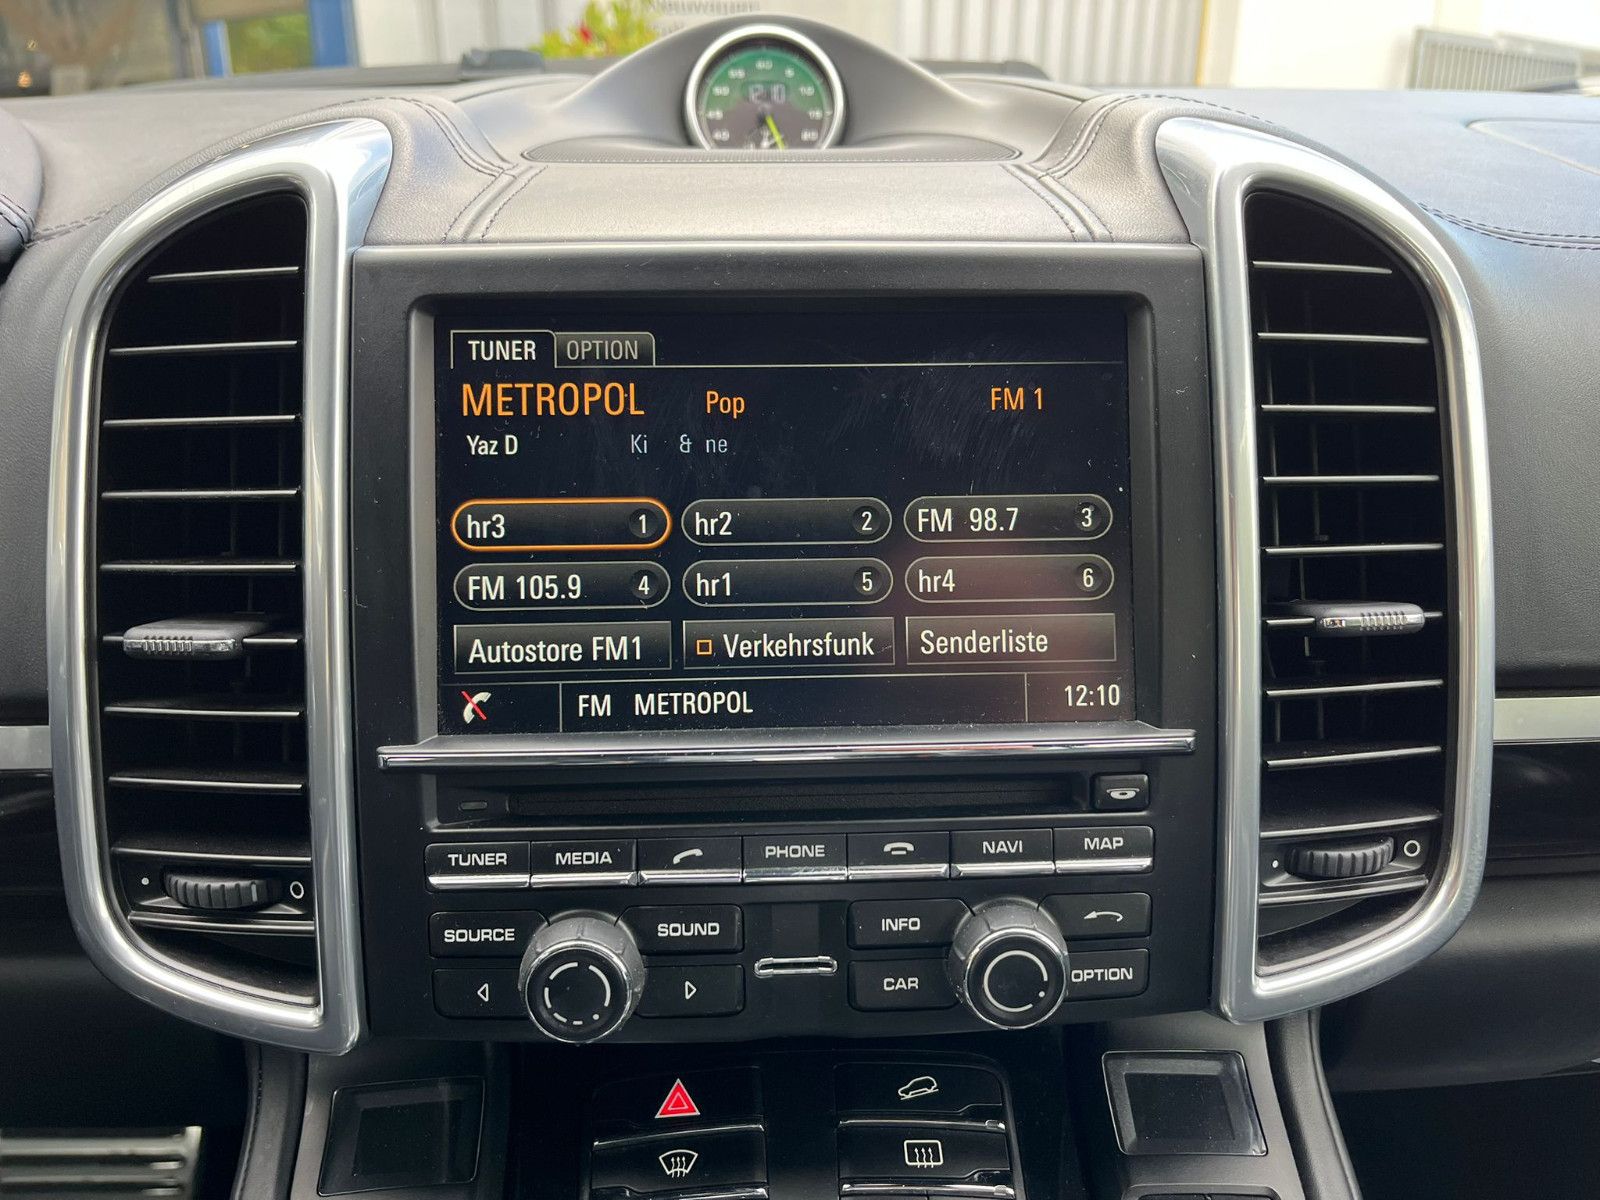 12:10
TUNER OPTION
METROPOL Pop FM 1
Yaz D Ki & ne
hr3 1 hr2 2 FM 98.7 3
FM 105.9 4 hr1 5 hr4 6
Autostore FM1 Verkehrsfunk Senderliste
FM METROPOL 12:10
TUNER MEDIA PHONE NAVI MAP
SOURCE SOUND INFO
CAR OPTION